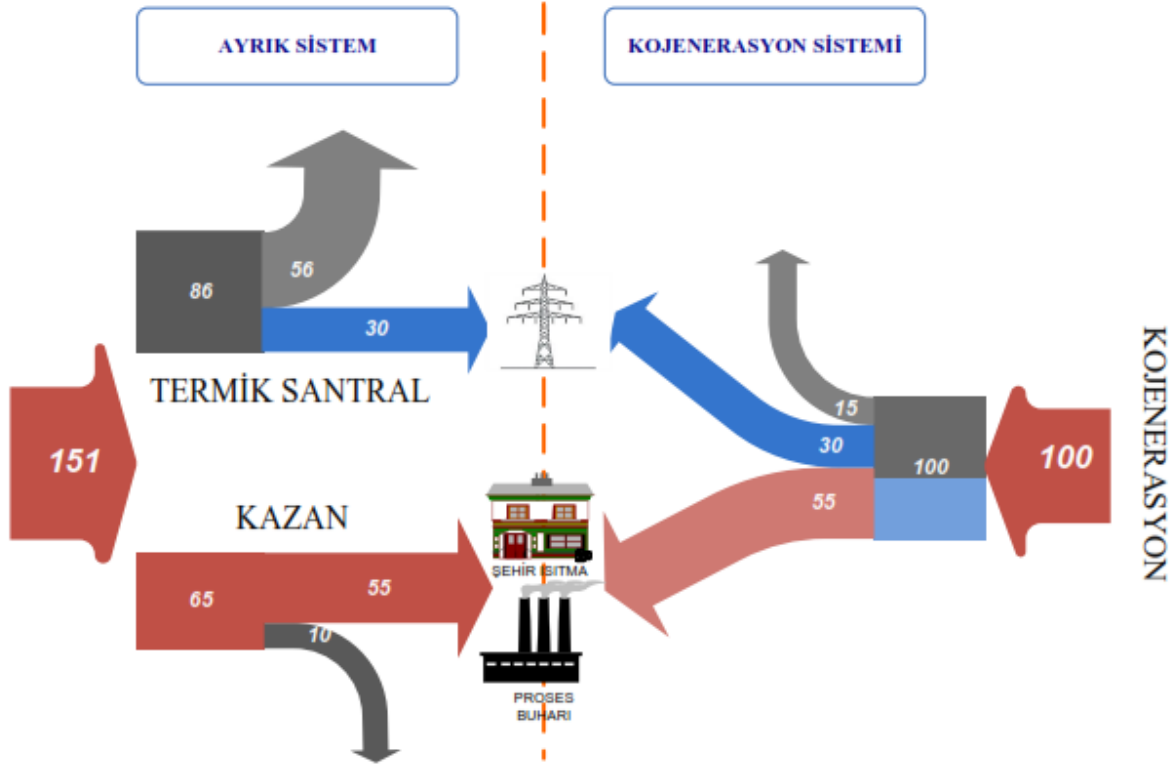 AYRIK SİSTEM
KOJENERASYON SİSTEMİ
56
86
30
TERMİK SANTRAL
151
KAZAN
65
55
10
ŞEHİR ISITMA
PROSES
BUHARI
15
30
100
55
100
KOJENERASYON